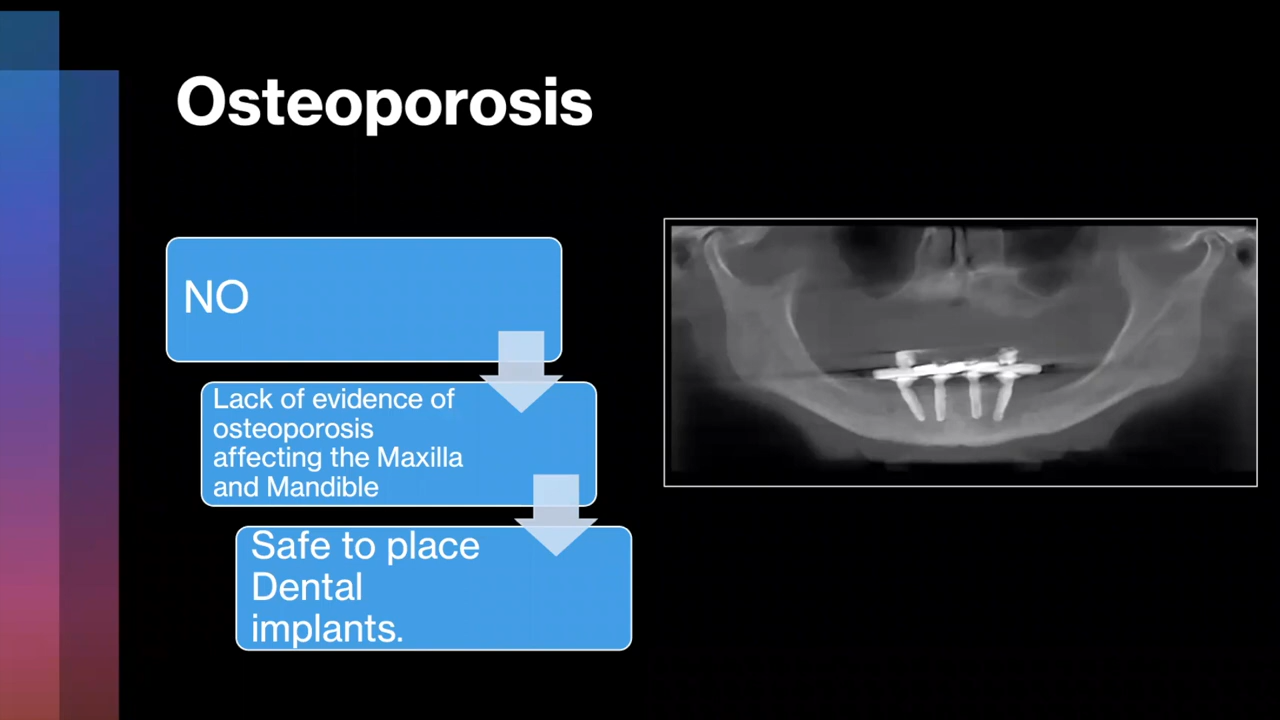 Osteoporosis
NO
Lack of evidence of
osteoporosis
affecting the Maxilla
and Mandible
Safe to place
Dental
implants.